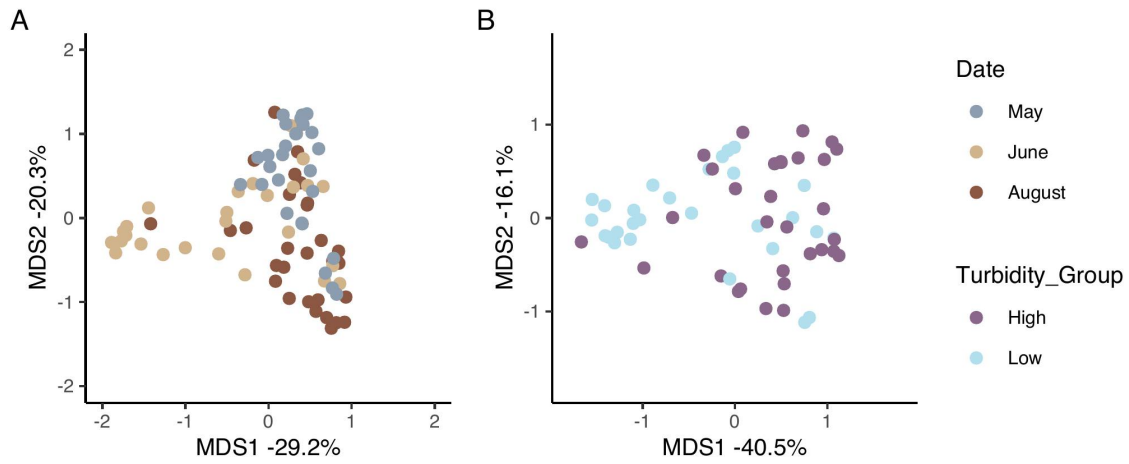 A
2
1
0
-1
-2
MDS2 -20.3%
-2
-1
0
1
2
MDS1 -29.2%
B
1
0
-1
MDS2 -16.1%
-1
0
1
MDS1 -40.5%
Date
May
June
August
Turbidity_Group
High
Low